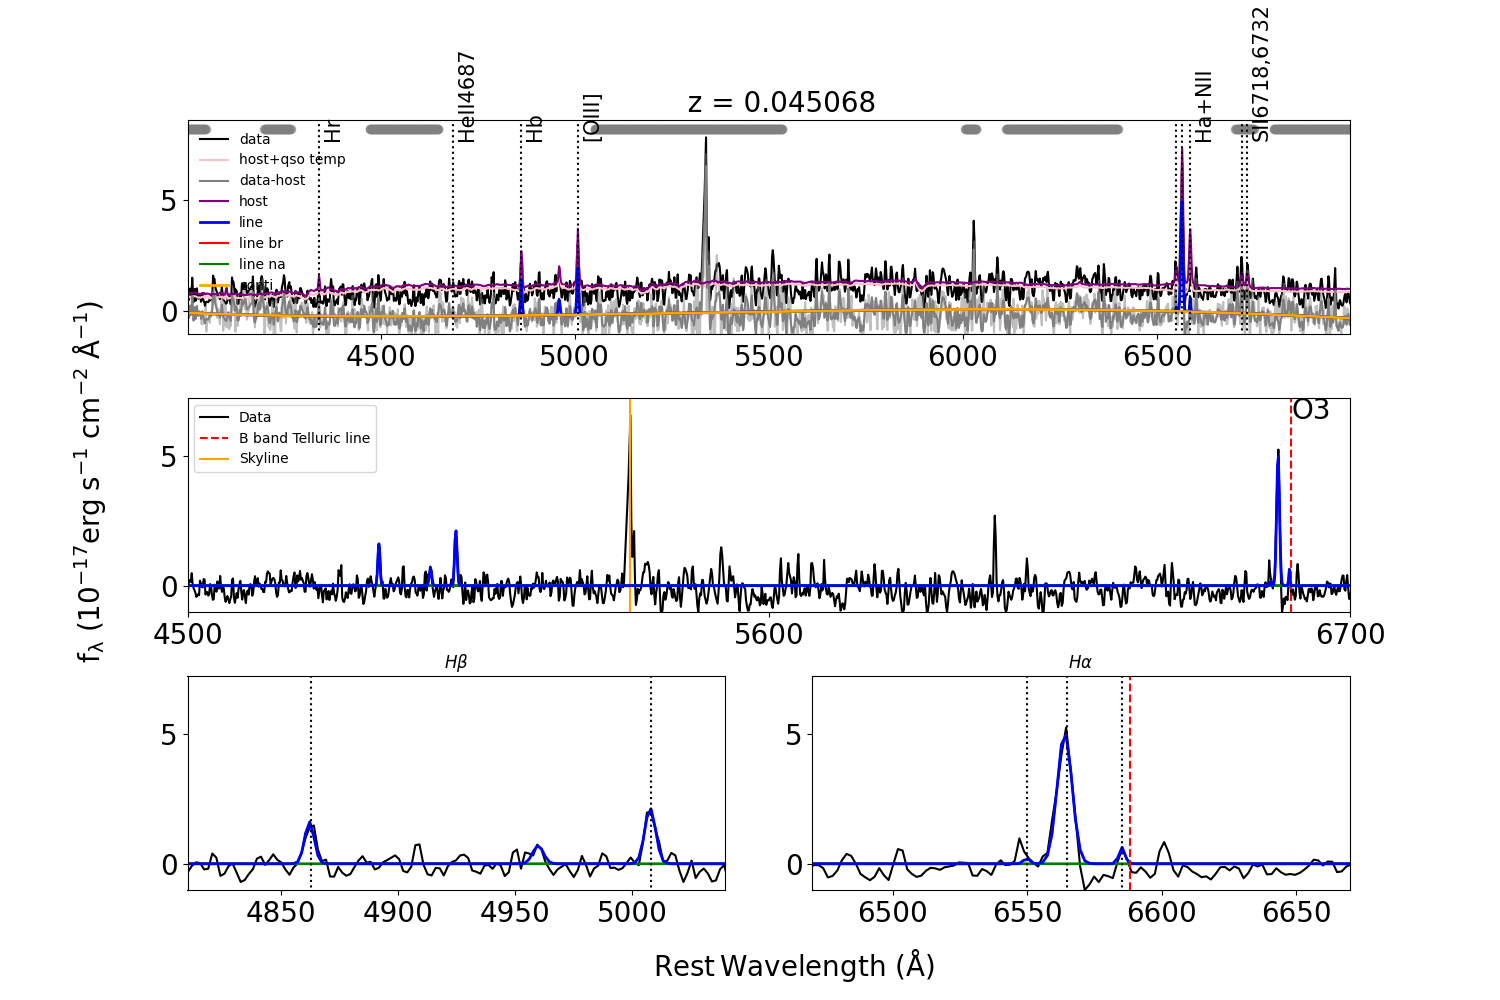 z = 0.045068
Hr
HeII4687
Hb
[OIII]
Ha+NII
SII6718,6732
data
host+qso temp
data-host
host
line
line br
line na
conti
5
0
4500 5000 5500 6000 6500
Data
B band Telluric line
Skyline
O3
5
0
4500 5600 6700
fλ (10⁻¹⁷erg s⁻¹ cm⁻² Å⁻¹)
Hβ
5
0
4850 4900 4950 5000
Hα
5
0
6500 6550 6600 6650
Rest Wavelength (Å)